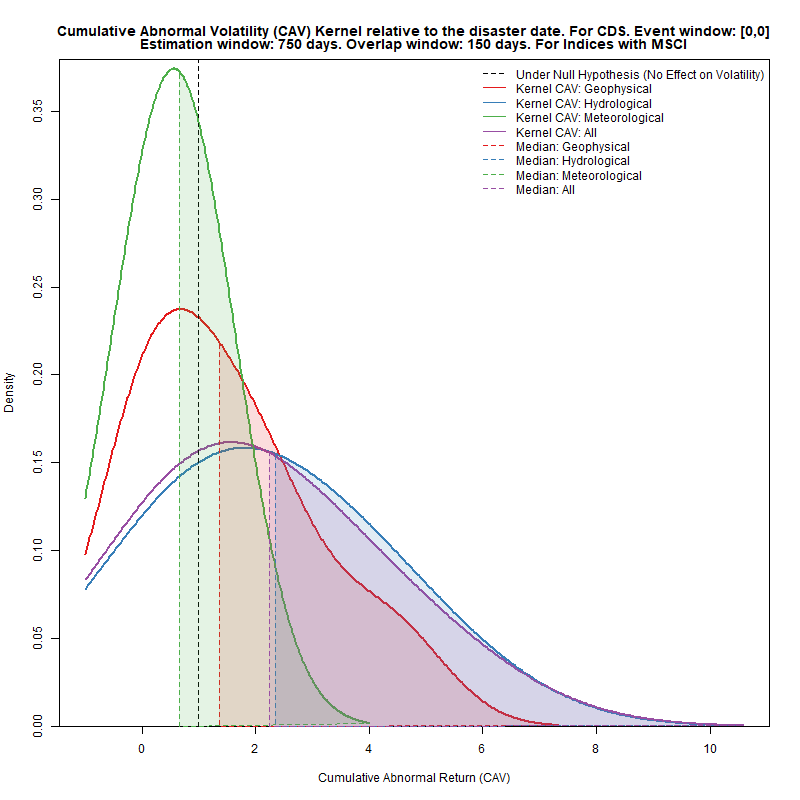 Cumulative Abnormal Volatility (CAV) Kernel relative to the disaster date. For CDS. Event window: [0,0]
Estimation window: 750 days. Overlap window: 150 days. For Indices with MSCI
Under Null Hypothesis (No Effect on Volatility)
Kernel CAV: Geophysical
Kernel CAV: Hydrological
Kernel CAV: Meteorological
Kernel CAV: All
Median: Geophysical
Median: Hydrological
Median: Meteorological
Median: All
Density
0.35
0.30
0.25
0.20
0.15
0.10
0.05
0.00
0 2 4 6 8 10
Cumulative Abnormal Return (CAV)